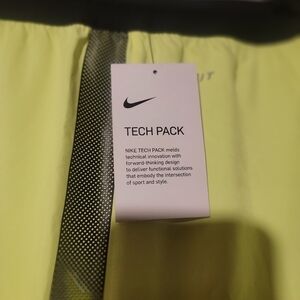 TECH PACK
NIKE TECH PACK melds
technical innovation with
forward-thinking design
to deliver functional solutions
that embody the intersection
of sport and style.